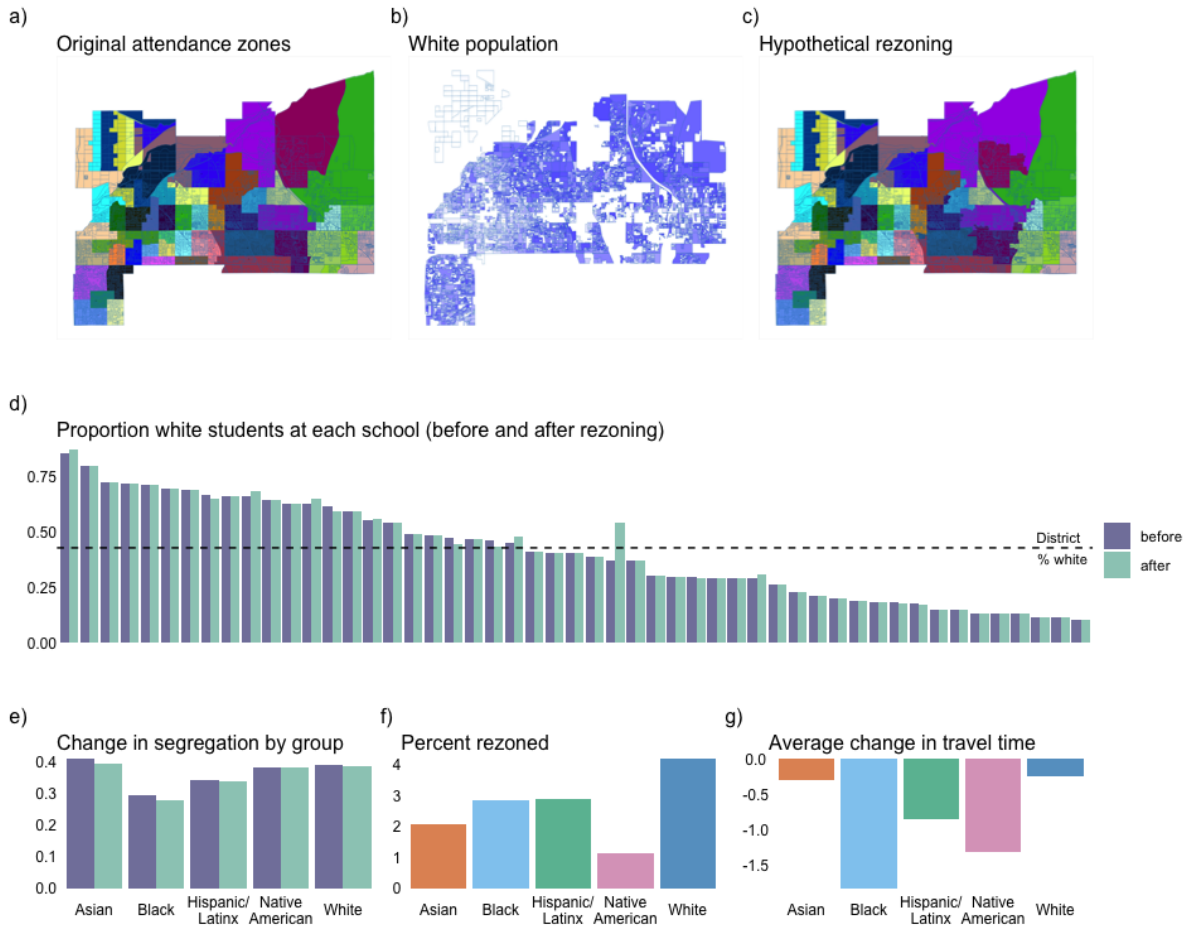 a)
Original attendance zones
b)
White population
c)
Hypothetical rezoning
d)
Proportion white students at each school (before and after rezoning)
0.75
0.50
0.25
0.00
District
% white
before
after
e)
Change in segregation by group
0.4
0.3
0.2
0.1
0.0
Asian
Black
Hispanic/
Latinx
Native
American
White
f)
Percent rezoned
4
3
2
1
0
Asian
Black
Hispanic/
Latinx
Native
American
White
g)
Average change in travel time
0.0
-0.5
-1.0
-1.5
Asian
Black
Hispanic/
Latinx
Native
American
White